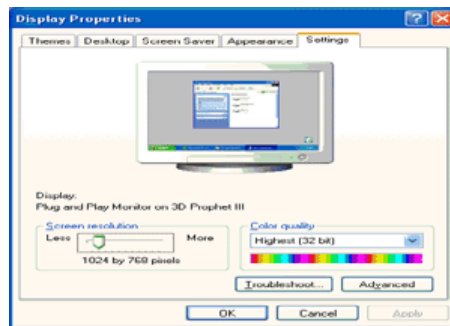 Display Properties
Themes Desktop Screen Saver Appearance Settings
Display:
Plug and Play Monitor on 3D Prophet III
Screen resolution
Less More
1024 by 768 pixels
Color quality
Highest (32 bit)
Troubleshoot... Advanced
OK Cancel Apply